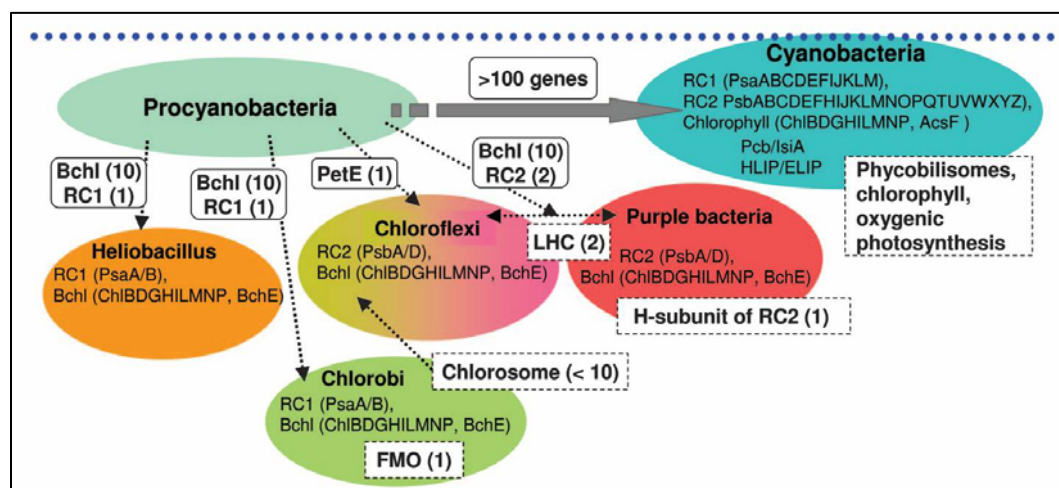 Cyanobacteria
RC1 (PsaABCDEFIJKLM),
RC2 PsbABCDEFHIJKLMNOPQTUVWXYZ),
Chlorophyll (ChlBDGHILMNP, AcsF )
Pcb/IsiA
HLIP/ELIP
>100 genes
Procyanobacteria
Phycobilisomes,
chlorophyll,
oxygenic
photosynthesis
Bchl (10)
RC1 (1)
Bchl (10)
RC1 (1)
PetE (1)
Bchl (10)
RC2 (2)
Heliobacillus
RC1 (PsaA/B)
Bchl (ChlBDGHILMNP, BchE)
Chloroflexi
RC2 (PsbA/D),
Bchl (ChlBDGHILMNP, BchE)
LHC (2)
Purple bacteria
RC2 (PsbA/D),
Bchl (ChlBDGHILMNP, BchE)
H-subunit of RC2 (1)
Chlorosome (< 10)
Chlorobi
RC1 (PsaA/B),
Bchl (ChlBDGHILMNP, BchE)
FMO (1)